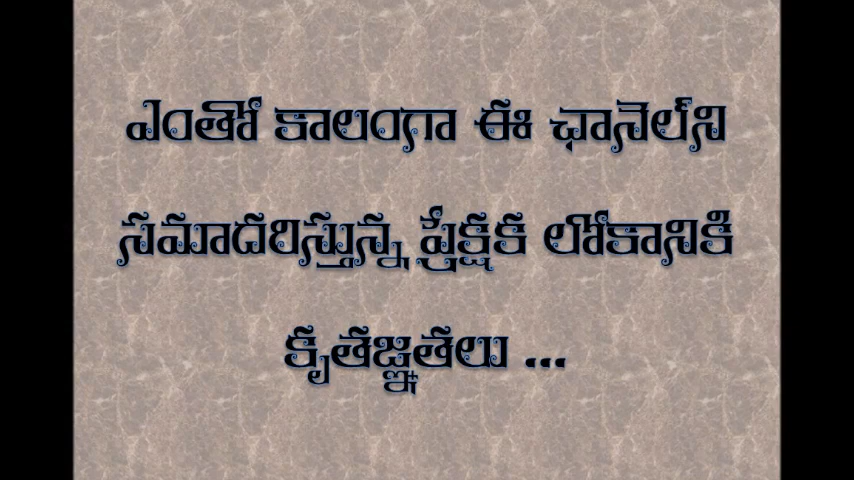 ఎంతో కాలంగా ఈ ఛానెల్‌ని
సమాదరిస్తున్న ప్రేక్షక లోకానికి
కృతజ్ఞతలు ...